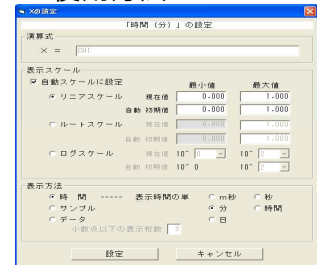 Xの設定
「時間（分）」の設定
演算式
X = CH1
表示スケール
自動スケールに設定 最小値 最大値
リニアスケール 現在値 0.000 1.000
自動 初期値 0.000 1.000
ルートスケール 現在値 0.000 1.000
自動 初期値 0.000 1.000
ログスケール 現在値 10^ 0 10^ 2
自動 初期値 10^ 0 10^ 2
表示方法
時 間 ----- 表示時間の単 m秒 秒
サンプル 分 時間
データ 日
小数点以下の表示桁数 3
設定 キャンセル